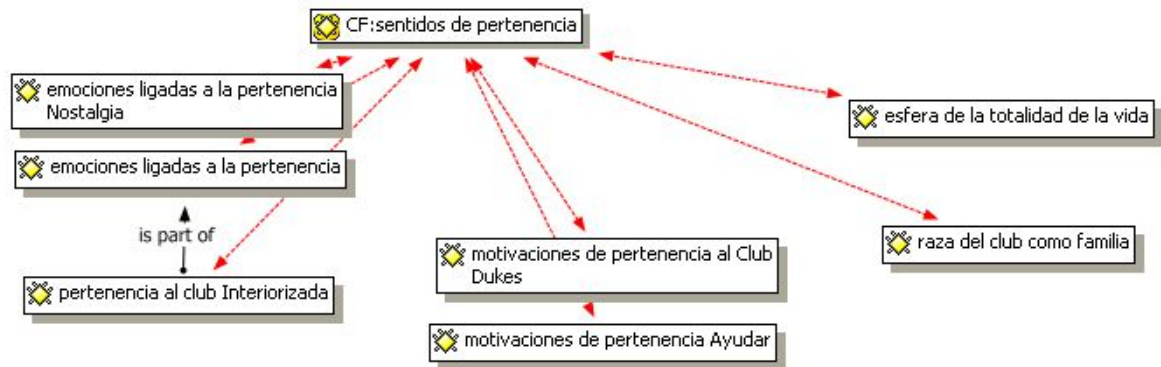 CF:sentidos de pertenencia
emociones ligadas a la pertenencia
Nostalgia
esfera de la totalidad de la vida
emociones ligadas a la pertenencia
is part of
raza del club como familia
motivaciones de pertenencia al Club
Dukes
pertenencia al club Interiorizada
motivaciones de pertenencia Ayudar